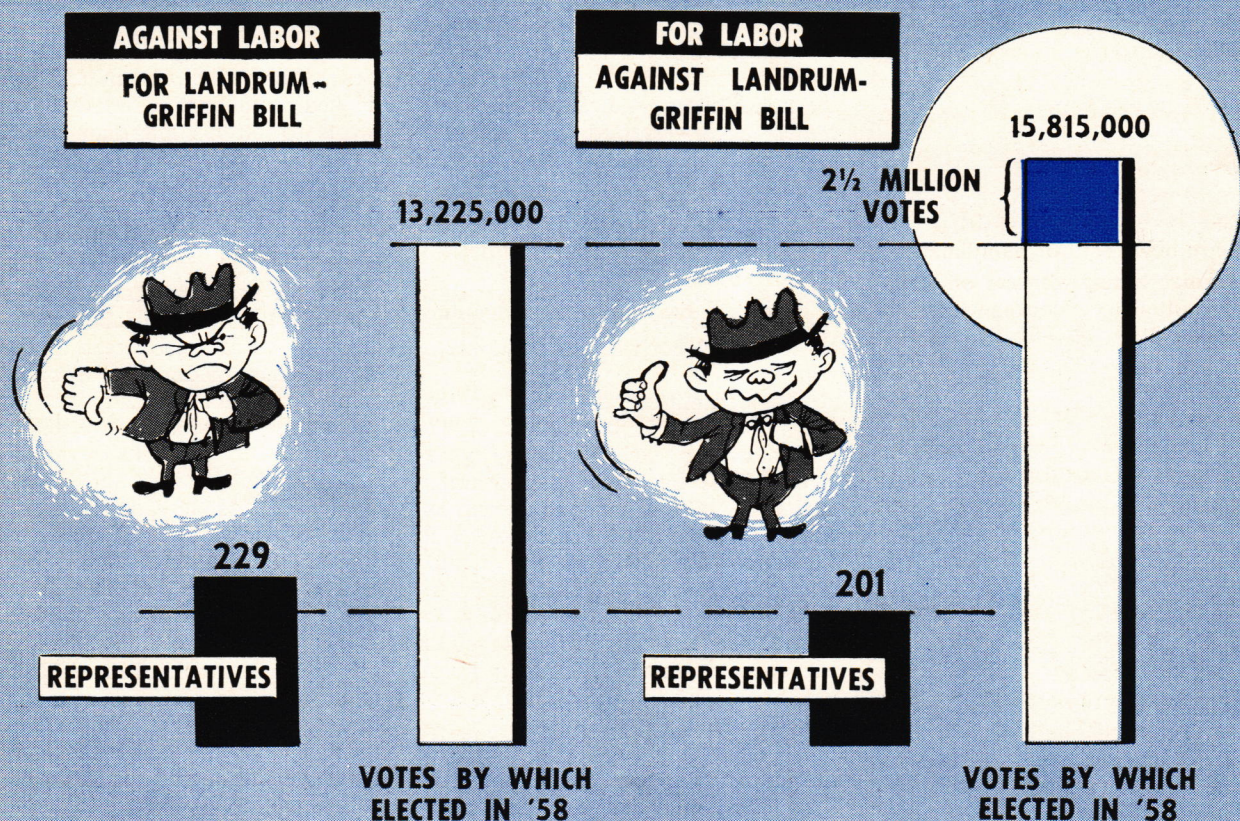 AGAINST LABOR
FOR LANDRUM-
GRIFFIN BILL
FOR LABOR
AGAINST LANDRUM-
GRIFFIN BILL
13,225,000
15,815,000
2½ MILLION
VOTES
229
REPRESENTATIVES
201
REPRESENTATIVES
VOTES BY WHICH
ELECTED IN '58
VOTES BY WHICH
ELECTED IN '58